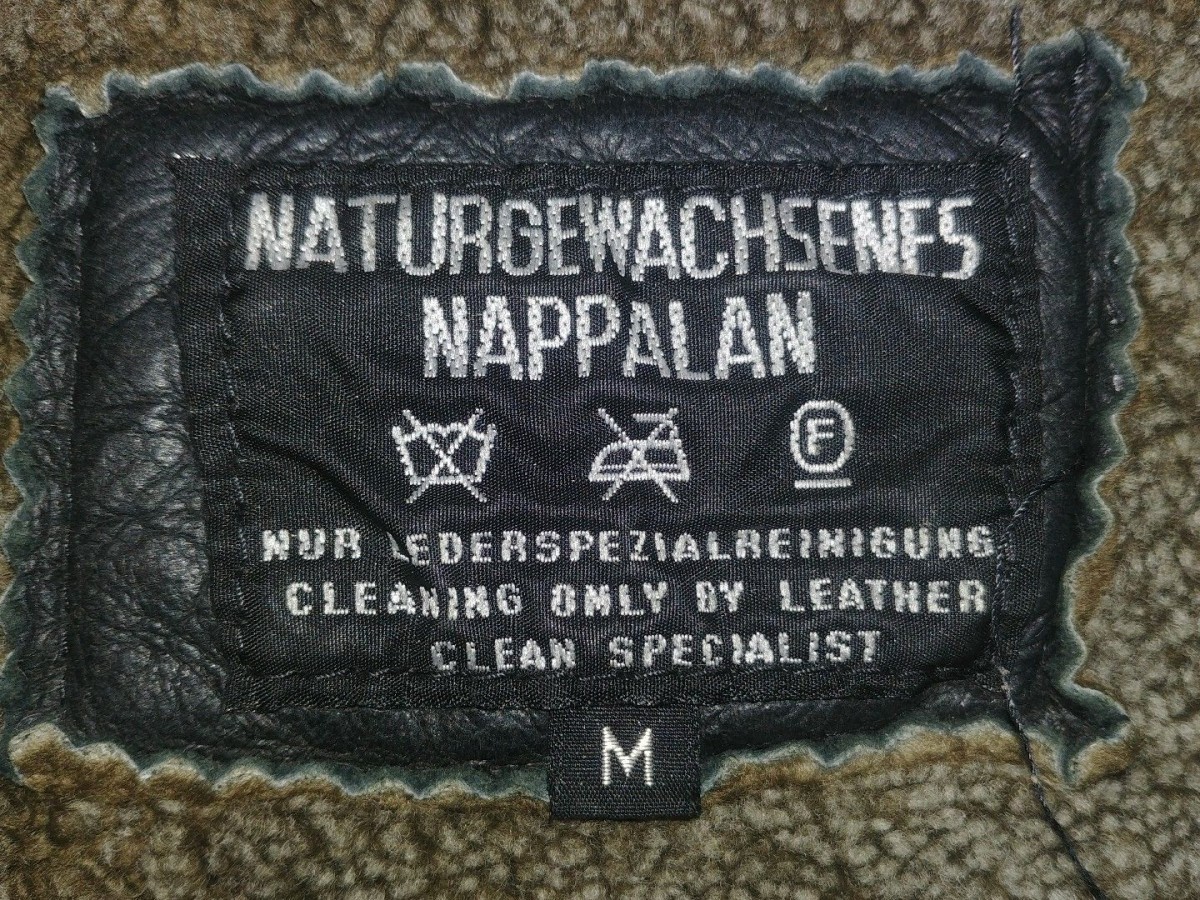 NATURGEWACHSENES
NAPPALAN
F
NUR LEDERSPEZIALREINIGUNG
CLEANING ONLY BY LEATHER
CLEAN SPECIALIST
M